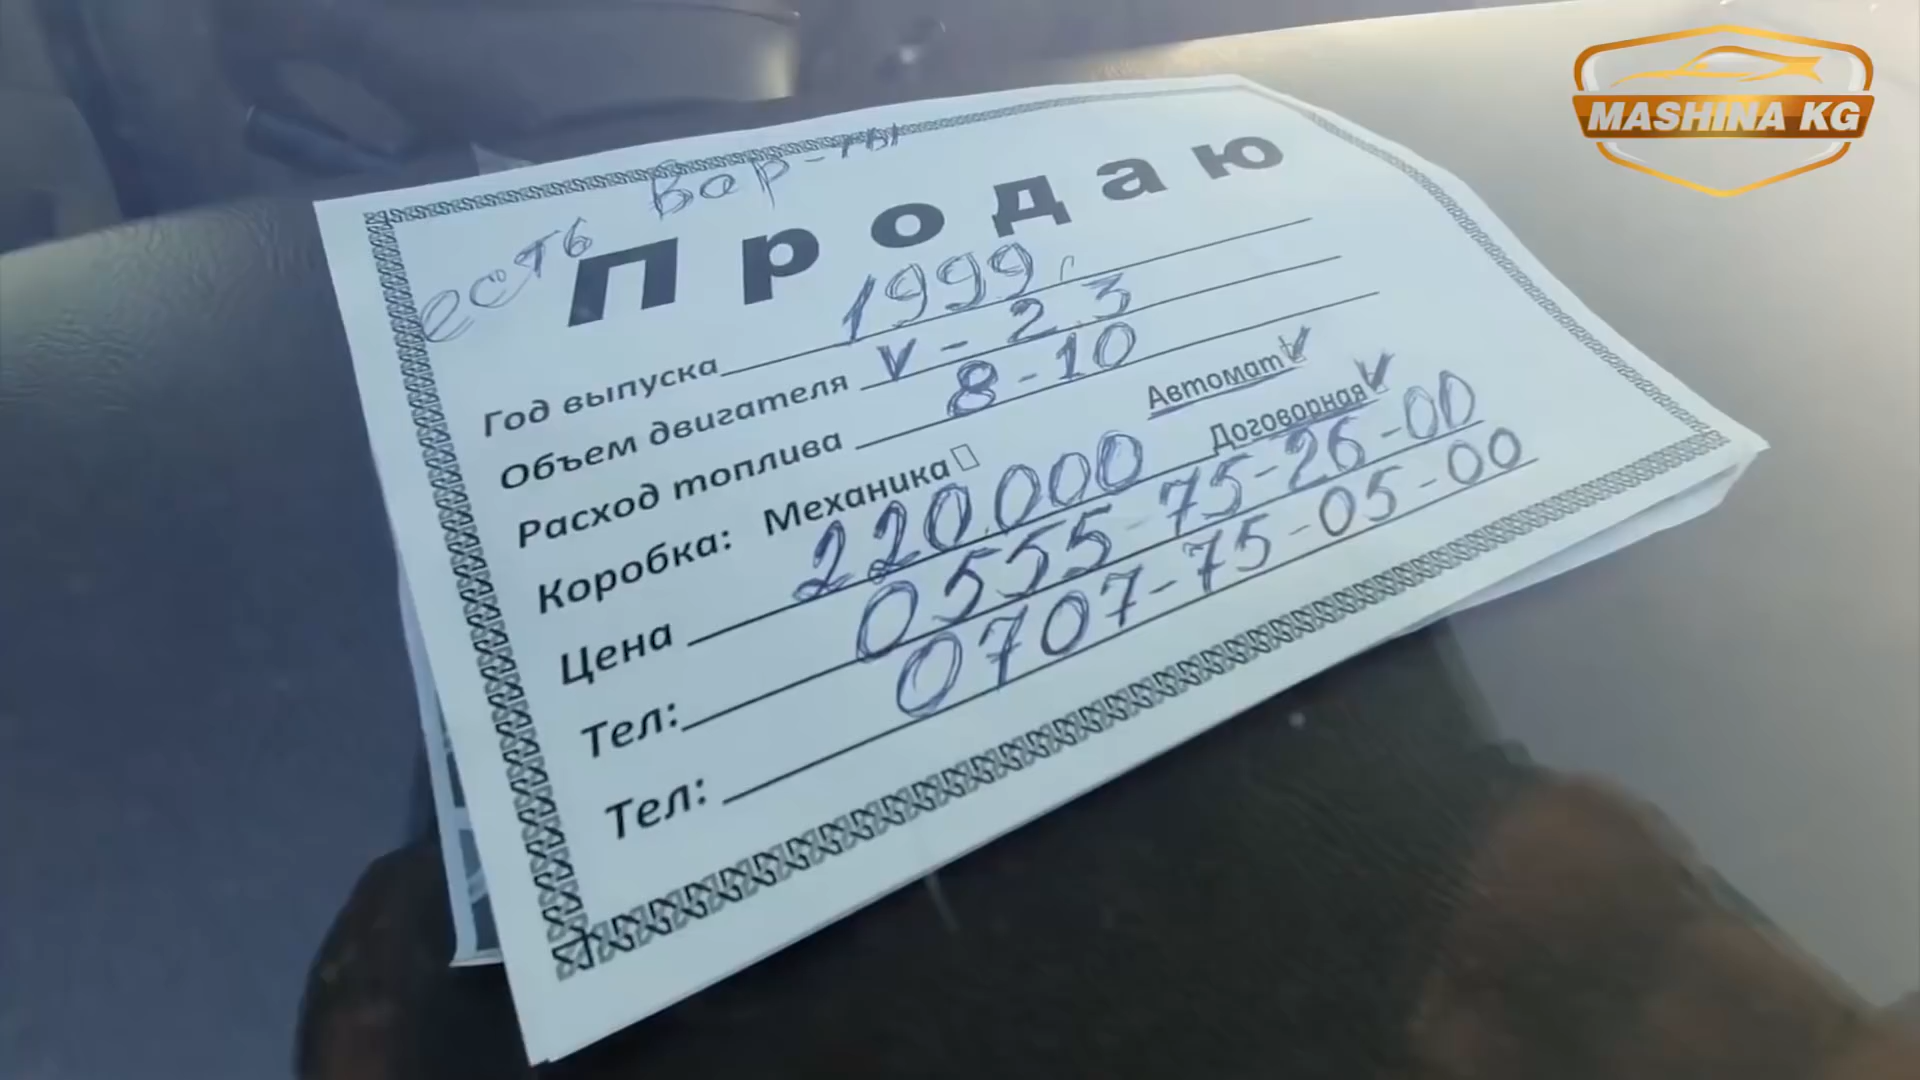 MASHINA KG
есть вар-ты
Продаю
Год выпуска 1999г
Объем двигателя V-2.3
Расход топлива 8-10
Коробка: Механика Автомат
Цена 220.000 Договорная
Тел: 0555-75-26-00
Тел: 0707-75-05-00